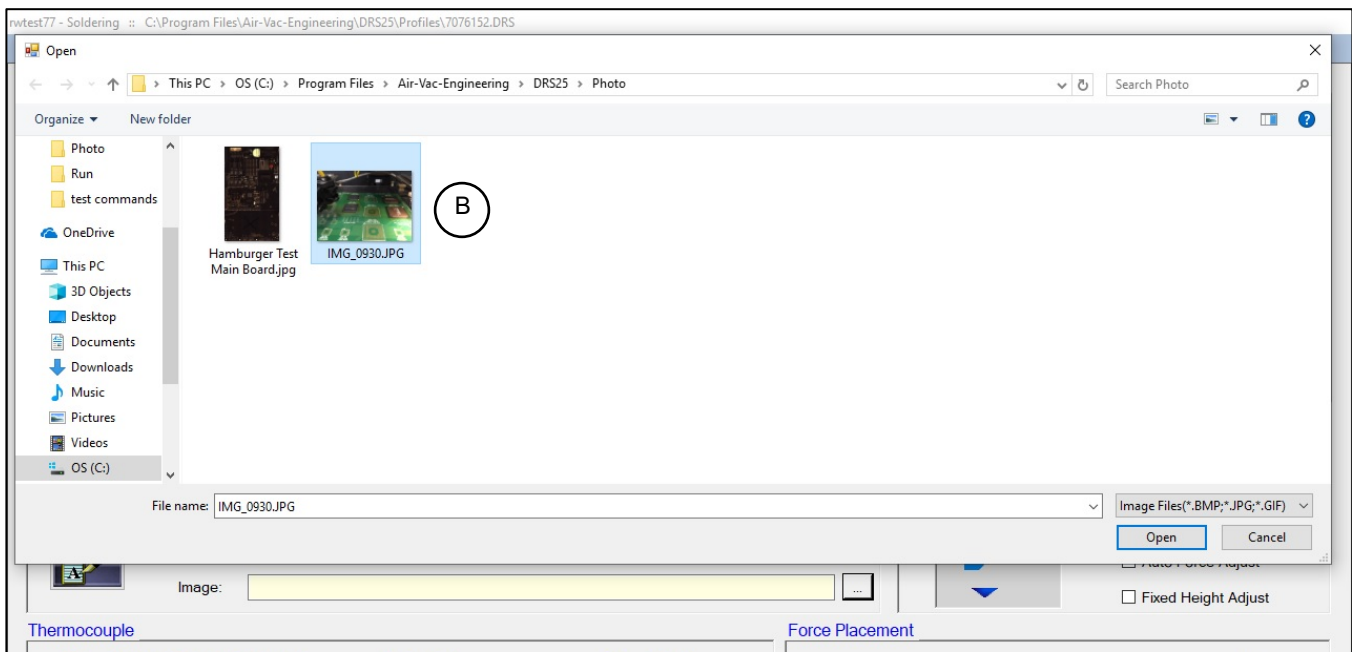 rwtest77 - Soldering :: C:\Program Files\Air-Vac-Engineering\DRS25\Profiles\7076152.DRS
Open
This PC > OS (C:) > Program Files > Air-Vac-Engineering > DRS25 > Photo
Search Photo
Organize
New folder
Photo
Run
test commands
OneDrive
This PC
3D Objects
Desktop
Documents
Downloads
Music
Pictures
Videos
OS (C:)
Hamburger Test
Main Board.jpg
IMG_0930.JPG
B
File name: IMG_0930.JPG
Image Files(*.BMP;*.JPG;*.GIF)
Open
Cancel
Auto Force Adjust
Image:
...
Fixed Height Adjust
Thermocouple
Force Placement